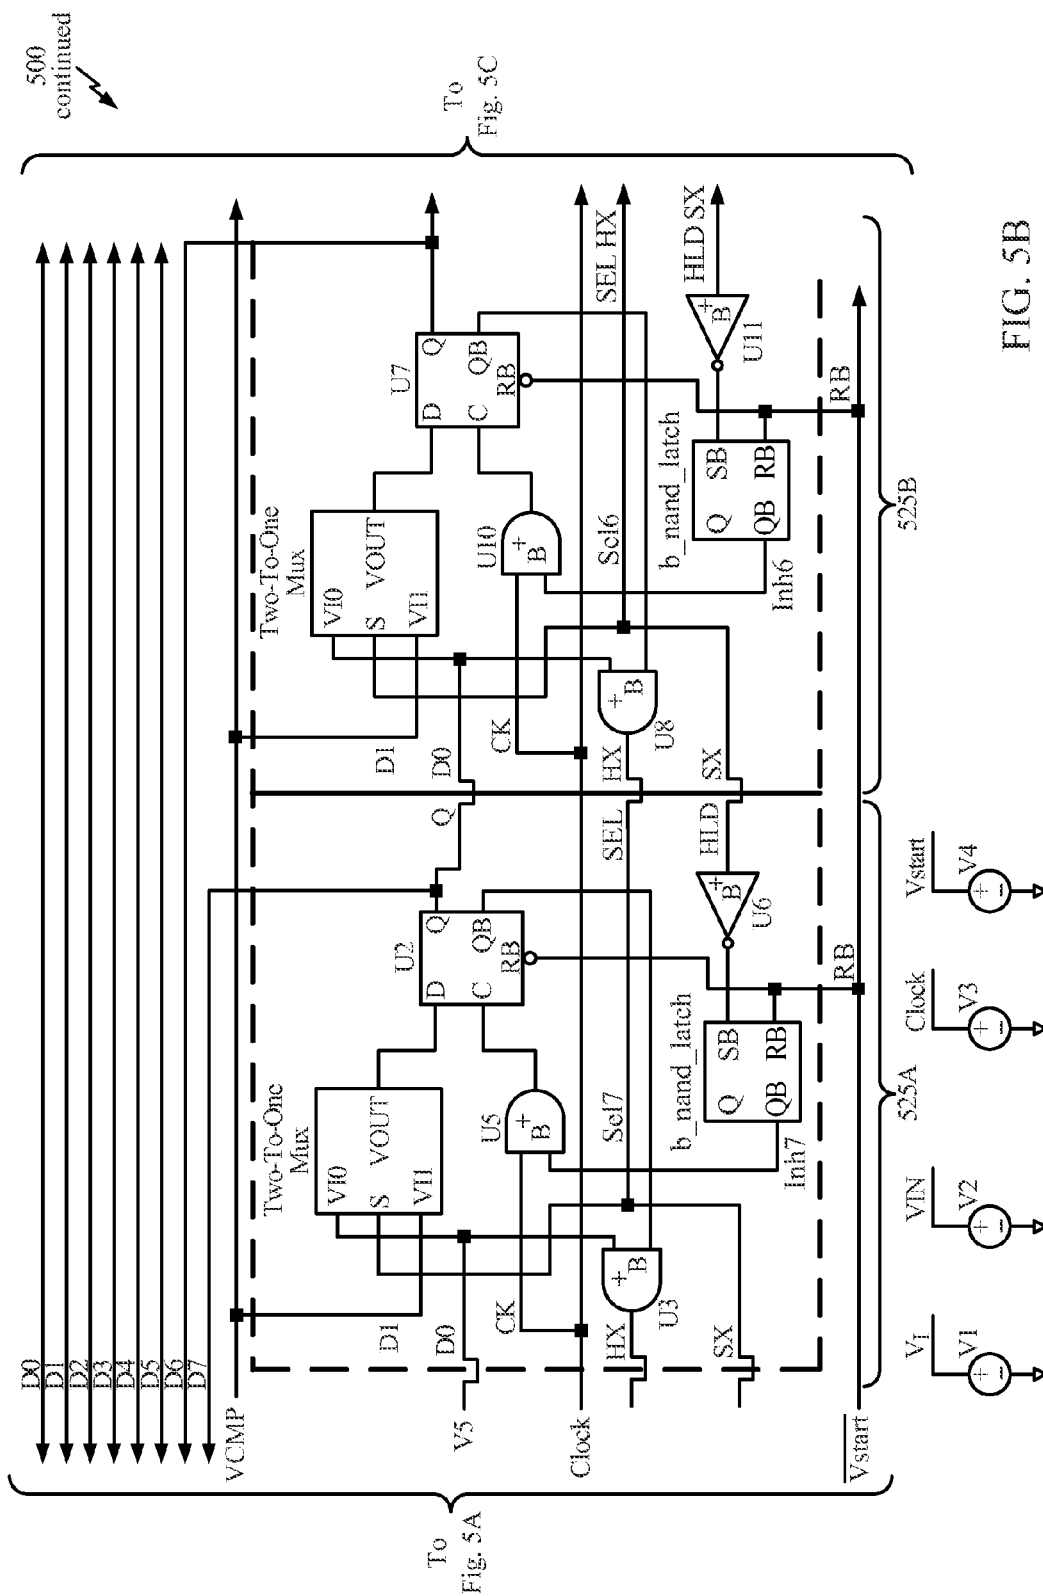 500
continued
To
Fig. 5A
To
Fig. 5C
D0
D1
D2
D3
D4
D5
D6
D7
VCMP
V5
Clock
Vstart
Two-To-One
Mux
VI0
S
VI1
VOUT
D1
D0
CK
HX
SX
U2
D
Q
C
QB
RB
U5
+
B
U3
+
B
Sel7
SEL
HLD
b_nand_latch
Q
SB
QB
RB
Inh7
U6
+
B
RB
Q
Two-To-One
Mux
VI0
S
VI1
VOUT
D1
D0
CK
HX
SX
U7
D
Q
C
QB
RB
U10
+
B
U8
+
B
Sel6
SEL HX
HLD SX
b_nand_latch
Q
SB
QB
RB
Inh6
U11
+
B
RB
525A
525B
VI
V1
+
−
VIN
V2
+
−
Clock
V3
+
−
Vstart
V4
+
−
FIG. 5B